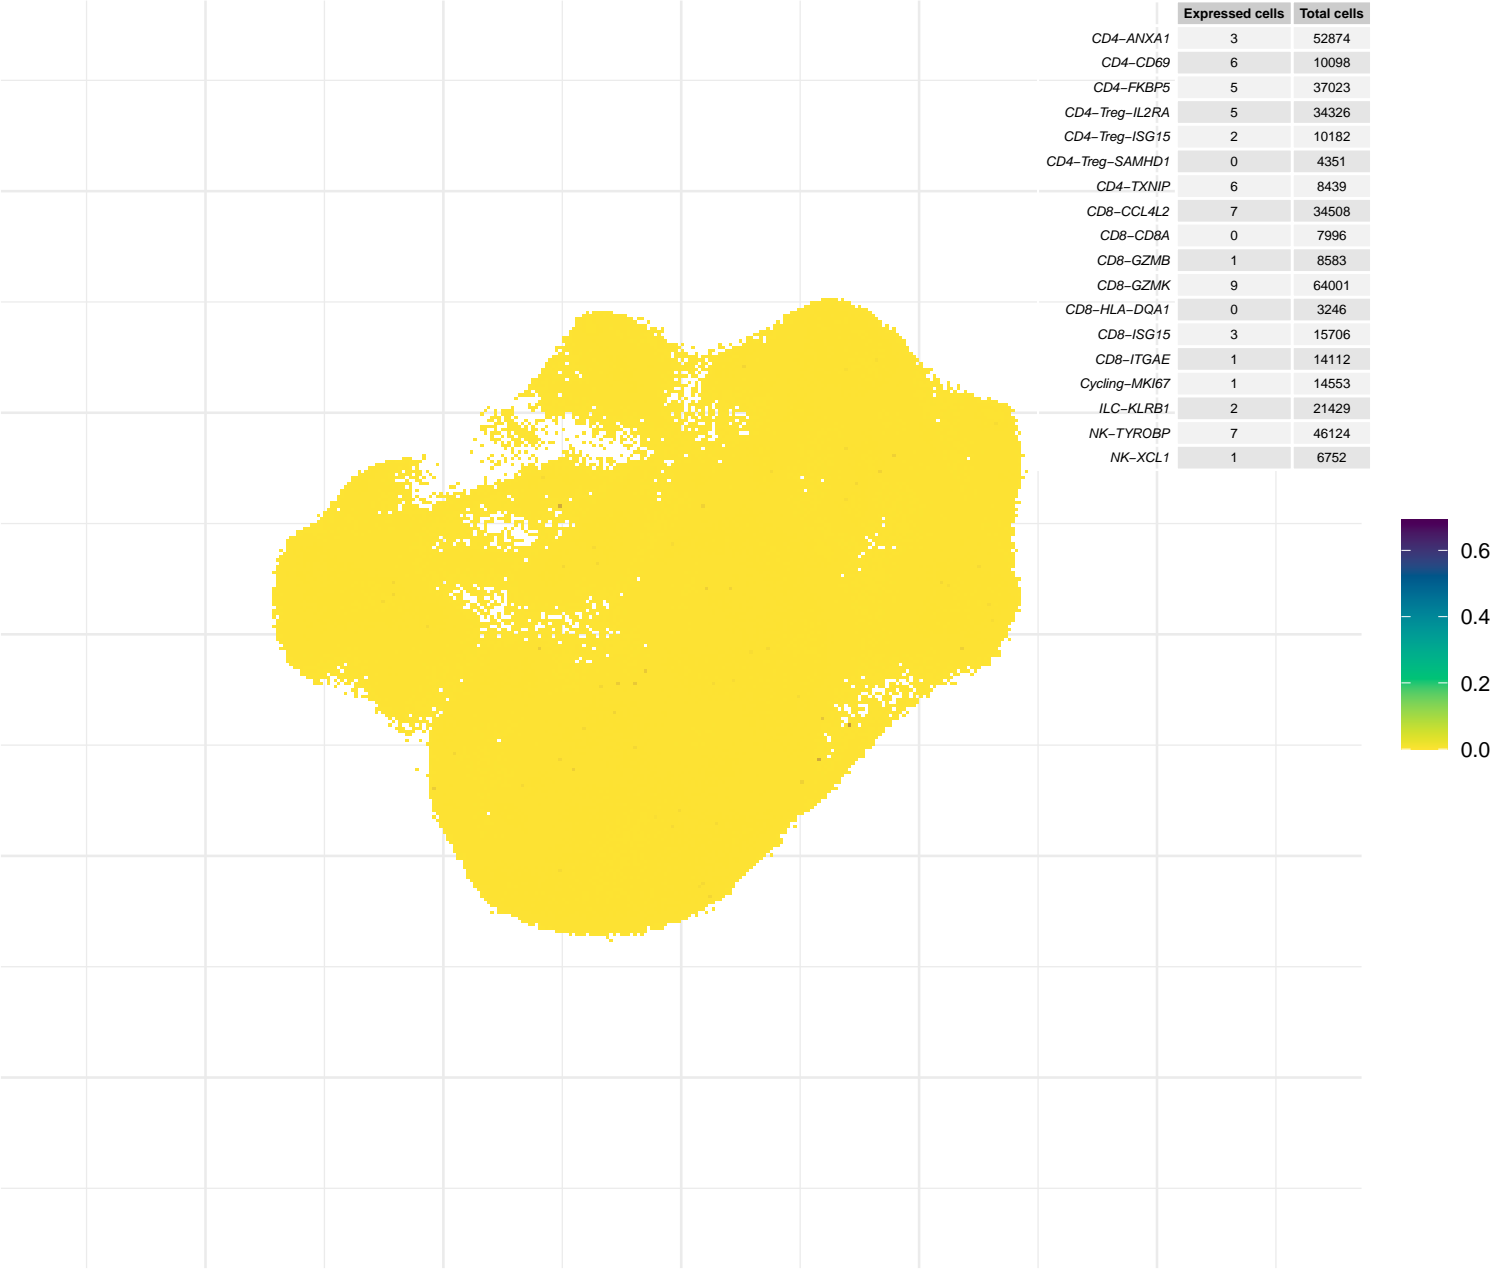 Expressed cells Total cells
CD4−ANXA1 3 52874
CD4−CD69 6 10098
CD4−FKBP5 5 37023
CD4−Treg−IL2RA 5 34326
CD4−Treg−ISG15 2 10182
CD4−Treg−SAMHD1 0 4351
CD4−TXNIP 6 8439
CD8−CCL4L2 7 34508
CD8−CD8A 0 7996
CD8−GZMB 1 8583
CD8−GZMK 9 64001
CD8−HLA−DQA1 0 3246
CD8−ISG15 3 15706
CD8−ITGAE 1 14112
Cycling−MKI67 1 14553
ILC−KLRB1 2 21429
NK−TYROBP 7 46124
NK−XCL1 1 6752
0.6
0.4
0.2
0.0